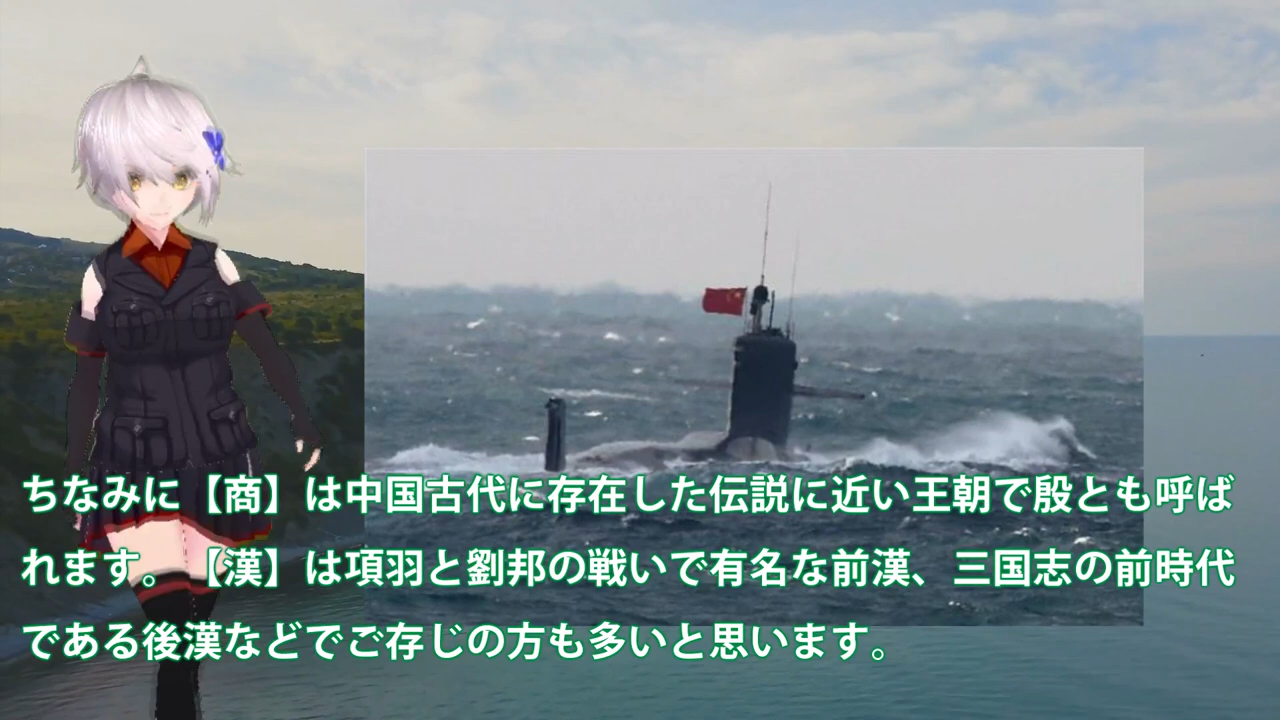 ちなみに【商】は中国古代に存在した伝説に近い王朝で殷とも呼ば
れます。【漢】は項羽と劉邦の戦いで有名な前漢、三国志の前時代
である後漢などでご存じの方も多いと思います。